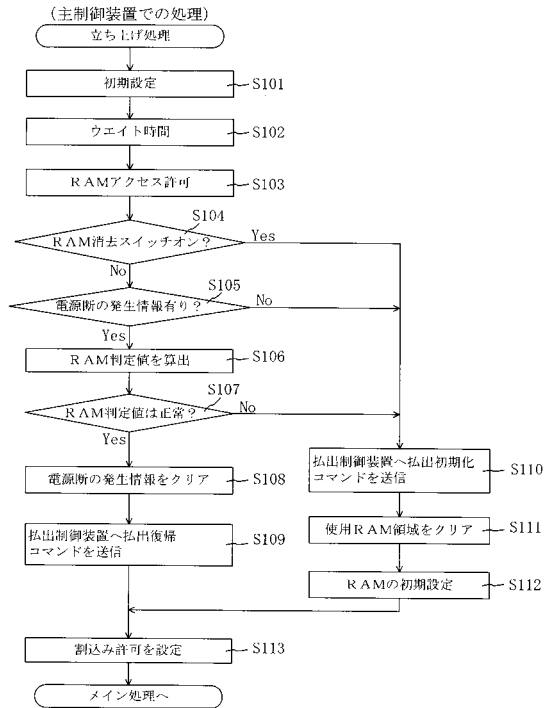 (主制御装置での処理)
立ち上げ処理
初期設定
S101
ウエイト時間
S102
RAMアクセス許可
S103
S104
RAM消去スイッチオン?
Yes
No
S105
電源断の発生情報有り?
No
Yes
RAM判定値を算出
S106
S107
RAM判定値は正常?
No
Yes
払出制御装置へ払出初期化
コマンドを送信
S110
電源断の発生情報をクリア
S108
使用RAM領域をクリア
S111
払出制御装置へ払出復帰
コマンドを送信
S109
RAMの初期設定
S112
割込み許可を設定
S113
メイン処理へ